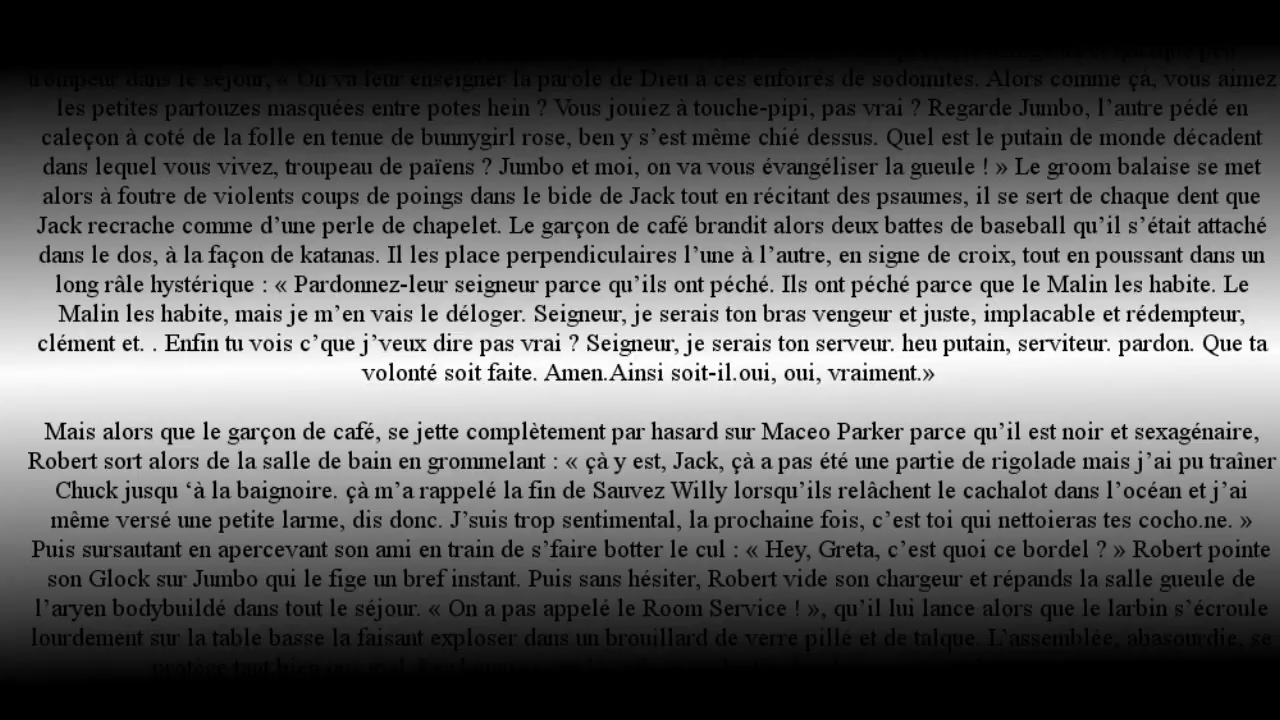 trompeur dans le séjour, « On va leur enseigner la parole de Dieu à ces enfoirés de sodomites. Alors comme çà, vous aimez
les petites partouzes masquées entre potes hein ? Vous jouiez à touche-pipi, pas vrai ? Regarde Jumbo, l’autre pédé en
caleçon à coté de la folle en tenue de bunnygirl rose, ben y s’est même chié dessus. Quel est le putain de monde décadent
dans lequel vous vivez, troupeau de païens ? Jumbo et moi, on va vous évangéliser la gueule ! » Le groom balaise se met
alors à foutre de violents coups de poings dans le bide de Jack tout en récitant des psaumes, il se sert de chaque dent que
Jack recrache comme d’une perle de chapelet. Le garçon de café brandit alors deux battes de baseball qu’il s’était attaché
dans le dos, à la façon de katanas. Il les place perpendiculaires l’une à l’autre, en signe de croix, tout en poussant dans un
long râle hystérique : « Pardonnez-leur seigneur parce qu’ils ont péché. Ils ont péché parce que le Malin les habite. Le
Malin les habite, mais je m’en vais le déloger. Seigneur, je serais ton bras vengeur et juste, implacable et rédempteur,
clément et. . Enfin tu vois c’que j’veux dire pas vrai ? Seigneur, je serais ton serveur. heu putain, serviteur. pardon. Que ta
volonté soit faite. Amen.Ainsi soit-il.oui, oui, vraiment.»
Mais alors que le garçon de café, se jette complètement par hasard sur Maceo Parker parce qu’il est noir et sexagénaire,
Robert sort alors de la salle de bain en grommelant : « çà y est, Jack, çà a pas été une partie de rigolade mais j’ai pu traîner
Chuck jusqu ‘à la baignoire. çà m’a rappelé la fin de Sauvez Willy lorsqu’ils relâchent le cachalot dans l’océan et j’ai
même versé une petite larme, dis donc. J’suis trop sentimental, la prochaine fois, c’est toi qui nettoieras tes cocho.ne. »
Puis sursautant en apercevant son ami en train de s’faire botter le cul : « Hey, Greta, c’est quoi ce bordel ? » Robert pointe
son Glock sur Jumbo qui le fige un bref instant. Puis sans hésiter, Robert vide son chargeur et répands la salle gueule de
l’aryen bodybuildé dans tout le séjour. « On a pas appelé le Room Service ! », qu’il lui lance alors que le larbin s’écroule
lourdement sur la table basse la faisant exploser dans un brouillard de verre pillé et de talque. L’assemblée, abasourdie, se
protège tant bien que mal.